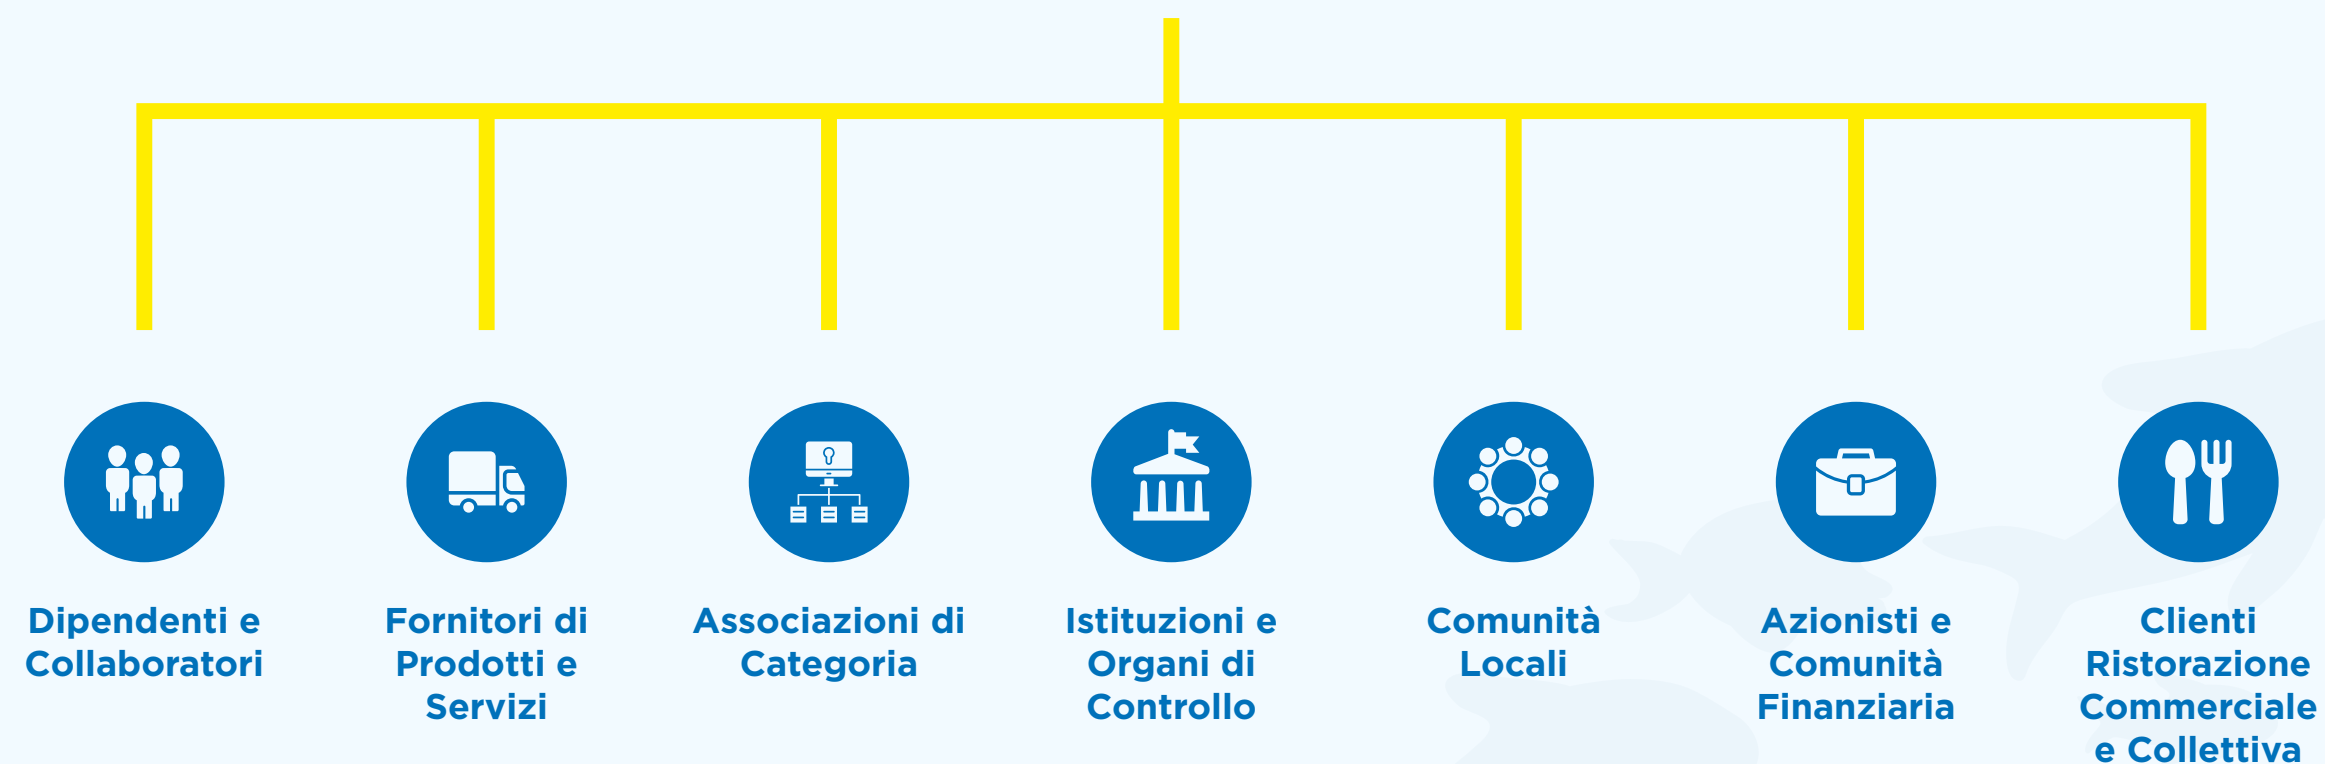 Dipendenti e
Collaboratori
Fornitori di
Prodotti e
Servizi
Associazioni di
Categoria
Istituzioni e
Organi di
Controllo
Comunità
Locali
Azionisti e
Comunità
Finanziaria
Clienti
Ristorazione
Commerciale
e Collettiva